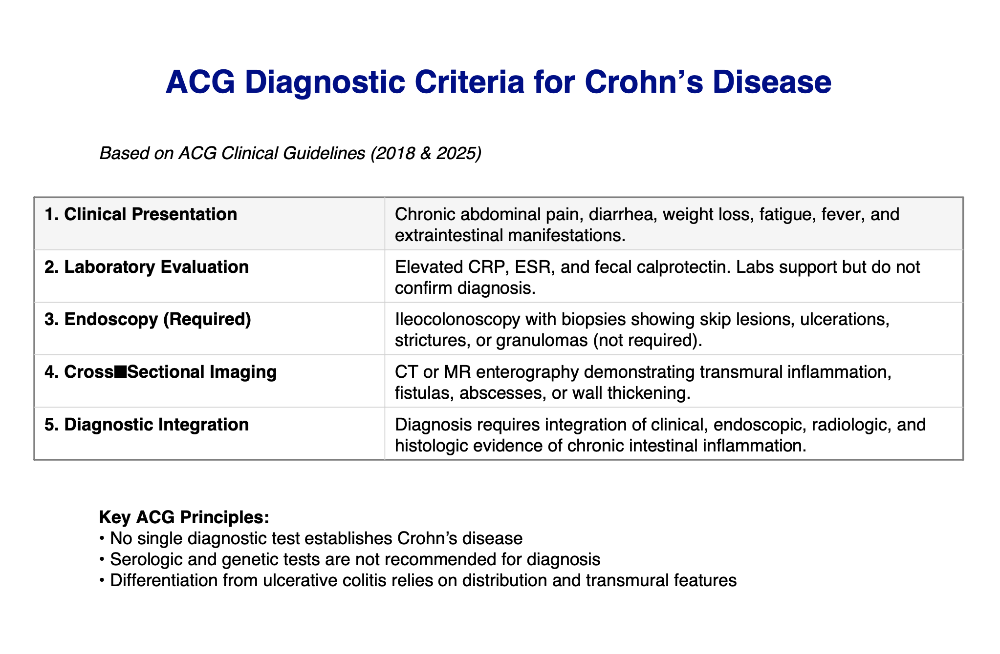 ACG Diagnostic Criteria for Crohn’s Disease
Based on ACG Clinical Guidelines (2018 & 2025)
1. Clinical Presentation
Chronic abdominal pain, diarrhea, weight loss, fatigue, fever, and
extraintestinal manifestations.
2. Laboratory Evaluation
Elevated CRP, ESR, and fecal calprotectin. Labs support but do not
confirm diagnosis.
3. Endoscopy (Required)
Ileocolonoscopy with biopsies showing skip lesions, ulcerations,
strictures, or granulomas (not required).
4. Cross■Sectional Imaging
CT or MR enterography demonstrating transmural inflammation,
fistulas, abscesses, or wall thickening.
5. Diagnostic Integration
Diagnosis requires integration of clinical, endoscopic, radiologic, and
histologic evidence of chronic intestinal inflammation.
Key ACG Principles:
• No single diagnostic test establishes Crohn’s disease
• Serologic and genetic tests are not recommended for diagnosis
• Differentiation from ulcerative colitis relies on distribution and transmural features